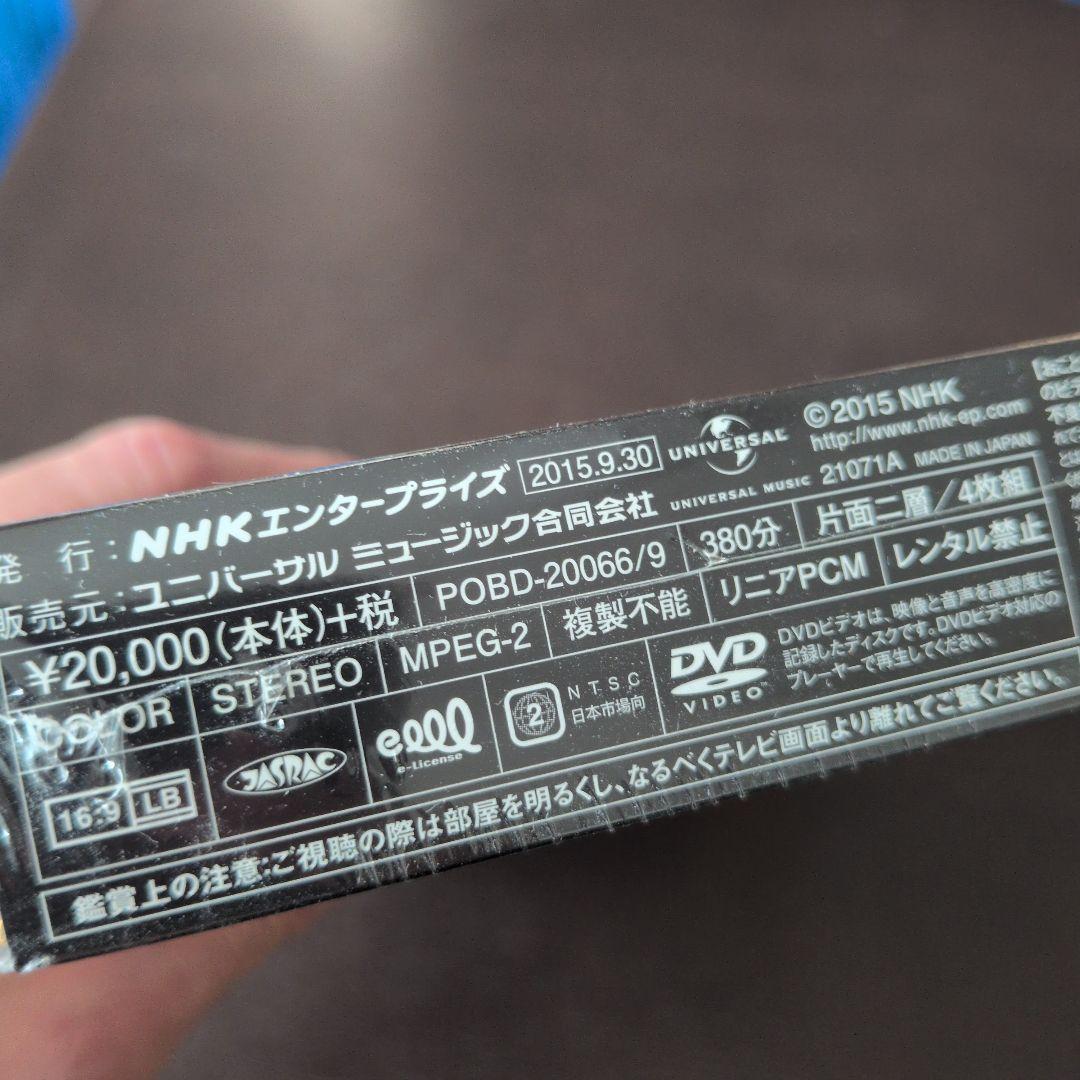 発 行：NHKエンタープライズ 2015.9.30
販売元：ユニバーサル ミュージック合同会社
UNIVERSAL
UNIVERSAL MUSIC
©2015 NHK
http://www.nhk-ep.com
21071A MADE IN JAPAN
¥20,000(本体)+税 POBD-20066/9 380分 片面二層/4枚組
COLOR STEREO MPEG-2 複製不能 リニアPCM レンタル禁止
16:9 LB
JASRAC
elll
e-License
2
NTSC
日本市場向
DVD
VIDEO
DVDビデオは、映像と音声を高密度に
記録したディスクです。DVDビデオ対応の
プレーヤーで再生してください。
鑑賞上の注意:ご視聴の際は部屋を明るくし、なるべくテレビ画面より離れてご覧ください。
のビデ